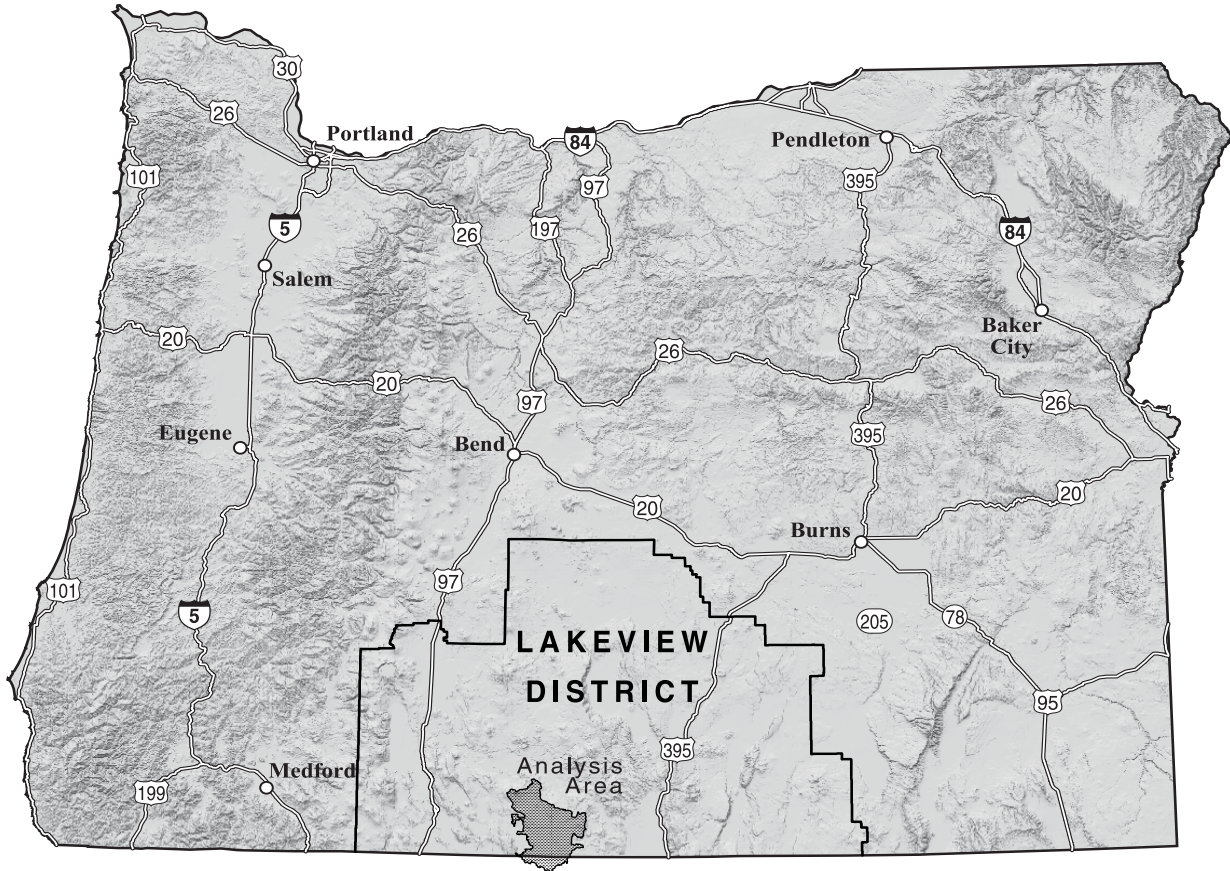 30
26
Portland
84
Pendleton
101
97
395
5
197
26
84
Salem
Baker
City
20
26
20
97
26
Eugene
395
Bend
20
20
Burns
97
101
5
205
78
LAKEVIEW
DISTRICT
95
395
Analysis
Area
Medford
199